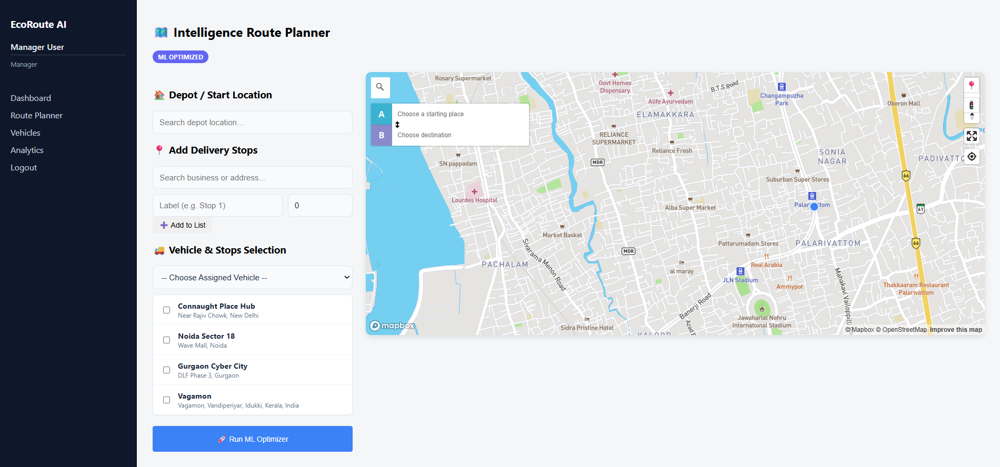 EcoRoute AI
Manager User
Manager
Dashboard
Route Planner
Vehicles
Analytics
Logout
Intelligence Route Planner
ML OPTIMIZED
Depot / Start Location
Search depot location...
Add Delivery Stops
Search business or address...
Label (e.g. Stop 1)
0
Add to List
Vehicle & Stops Selection
-- Choose Assigned Vehicle --
Connaught Place Hub
Near Rajiv Chowk, New Delhi
Noida Sector 18
Wave Mall, Noida
Gurgaon Cyber City
DLF Phase 3, Gurgaon
Vagamon
Vagamon, Vandiperiyar, Idukki, Kerala, India
Run ML Optimizer
A
Choose a starting place
B
Choose destination
Rosary Supermarket
Govt Homeo
Dispensary
B.T.S Road
Changampuzha
Park
Alife Ayurvedam
Oberon Mall
ELAMAKKARA
RELIANCE
SUPERMARKET
Reliance Fresh
SONIA
NAGAR
PADIVATTO
SN pappadam
MDR
66
Suburban Super Stores
Lourdes Hospital
Alba Super Market
41
Market Basket
Pattarumadam Stores
PALARIVATTOM
66
MDR
Sivarama Menon Road
PACHALAM
Real Arabia
al maray
JLN Stadium
Ammypot
Mahakavi Vailoppilli
Thakkaaram Restaurant
Palarivattom
Banerji Road
Jawaharlal Nehru
International Stadium
Sidra Pristine Hotel
Azad
KALOOR
mapbox
© Mapbox © OpenStreetMap Improve this map